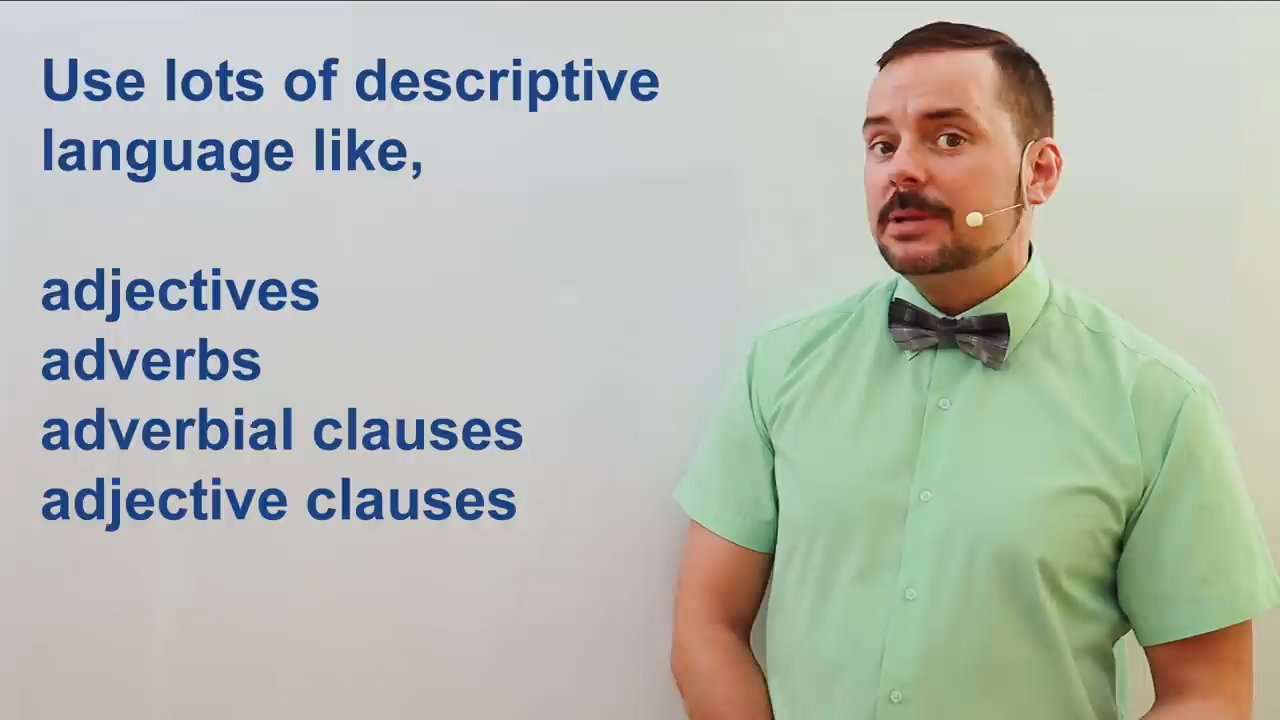 Use lots of descriptive
language like,
adjectives
adverbs
adverbial clauses
adjective clauses